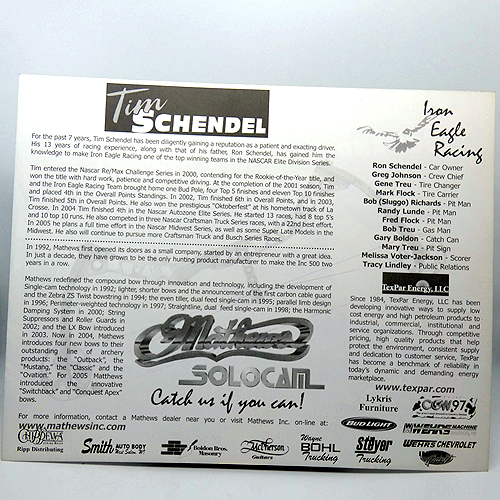 Tim
SCHENDEL
For the past 7 years, Tim Schendel has been diligently gaining a reputation as a patient and exacting driver.
His 13 years of racing experience, along with that of his father, Ron Schendel, has gained him the
knowledge to make Iron Eagle Racing one of the top winning teams in the NASCAR Elite Division Series.
Tim entered the Nascar Re/Max Challenge Series in 2000, contending for the Rookie-of-the-Year title, and
won the title with hard work, patience and competitive driving. At the completion of the 2001 season, Tim
and the Iron Eagle Racing Team brought home one Bud Pole, four Top 5 finishes and eleven Top 10 finishes
and placed 9th in the Overall Points Standings. In 2002, Tim finished 6th in Overall Points, and in 2003,
Tim finished 5th in Overall Points. He also won the prestigious "Oktoberfest" at his hometown track of La
Crosse. In 2004 Tim finished 4th in the Nascar Autozone Elite Series. He started 13 races, had 8 top 5's
and 10 top 10 runs. He also competed in three Nascar Craftsman Truck Series races, with a 22nd best effort.
In 2005 he plans a full time effort in the Nascar Midwest Series, as well as some Super Late Models in the
Midwest. He also will continue to pursue more Craftsman Truck and Busch Series Races.
In 1992, Mathews first opened its doors as a small company, started by an entrepreneur with a great idea.
In just a decade, they have grown to be the only hunting product manufacturer to make the Inc 500 two
years in a row.
Mathews redefined the compound bow through innovation and technology, including the development of
Single-cam technology in 1992; lighter, shorter bows and the announcement of the first carbon cable guard
and the Zebra ZS Twist bowstring in 1994; the even tiller, dual feed single-cam in 1995; parallel limb design
in 1996; Perimeter-weighted technology in 1997; Straightline, dual feed single-cam in 1998; the Harmonic
Damping System in 2000; String
Suppressors and Roller Guards in
2002; and the LX Bow introduced
in 2003. Now in 2004, Mathews
introduces four new bows to their
outstanding line of archery
products: the "Outback", the
"Mustang," the "Classic" and the
"Ovation." For 2005 Mathews
introduced the innovative
"Switchback" and "Conquest Apex"
bows.
Mathews
SOLOCAM
Catch us if you can!
For more information, contact a Mathews dealer near you or visit Mathews Inc. on-line at:
www.mathewsinc.com
Iron
Eagle
Racing
Ron Schendel - Car Owner
Greg Johnson - Crew Chief
Gene Treu - Tire Changer
Mark Flock - Tire Carrier
Bob (Sluggo) Richards - Pit Man
Randy Lunde - Pit Man
Fred Flock - Pit Man
Bob Treu - Gas Man
Gary Boldon - Catch Can
Mary Treu - Pit Sign
Melissa Voter-Jackson - Scorer
Tracy Lindley - Public Relations
TexPar Energy, LLC
Since 1984, TexPar Energy, LLC has been
developing innovative ways to supply low
cost energy and high petroleum products to
industrial, commercial, institutional and
service organizations. Through competitive
pricing, high quality products that help
protect the environment, consistent supply
and dedication to customer service, TexPar
has become a benchmark of reliability in
today's dynamic and demanding energy
marketplace.
www.texpar.com
Lykris
Furniture
COW97
BUD LIGHT
WEHRS MACHINE
WEHRS CHEVROLET
Ripp Distributing
Smith AUTO BODY
West Salem, WI
Boldon Bros.
Masonry
McPherson
Gutters
WAYNE
BOHL
Trucking
Stüyer
Trucking